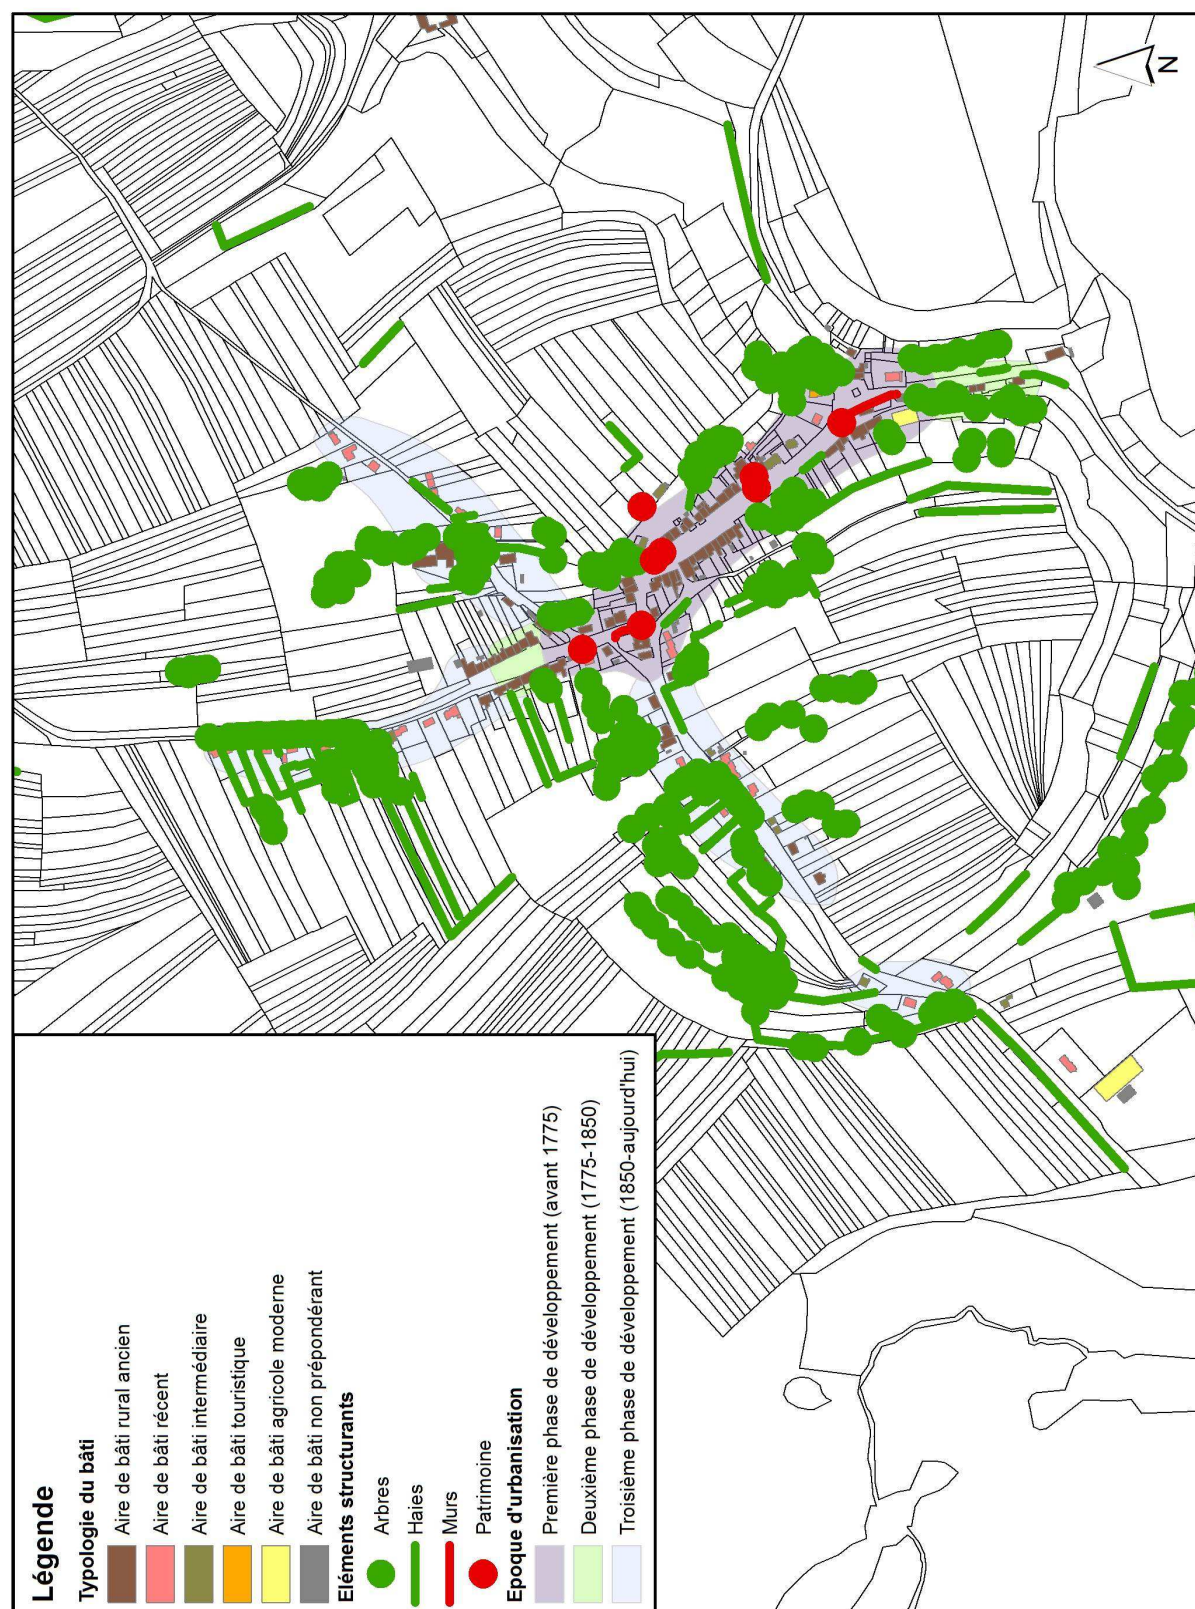 Légende
Typologie du bâti
Aire de bâti rural ancien
Aire de bâti récent
Aire de bâti intermédiaire
Aire de bâti touristique
Aire de bâti agricole moderne
Aire de bâti non prépondérant
Eléments structurants
Arbres
Haies
Murs
Patrimoine
Epoque d'urbanisation
Première phase de développement (avant 1775)
Deuxième phase de développement (1775-1850)
Troisième phase de développement (1850-aujourd'hui)
N